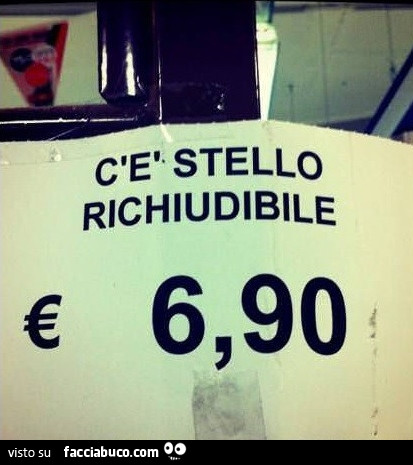 C'E' STELLO
RICHIUDIBILE
€ 6,90
visto su facciabuco.com